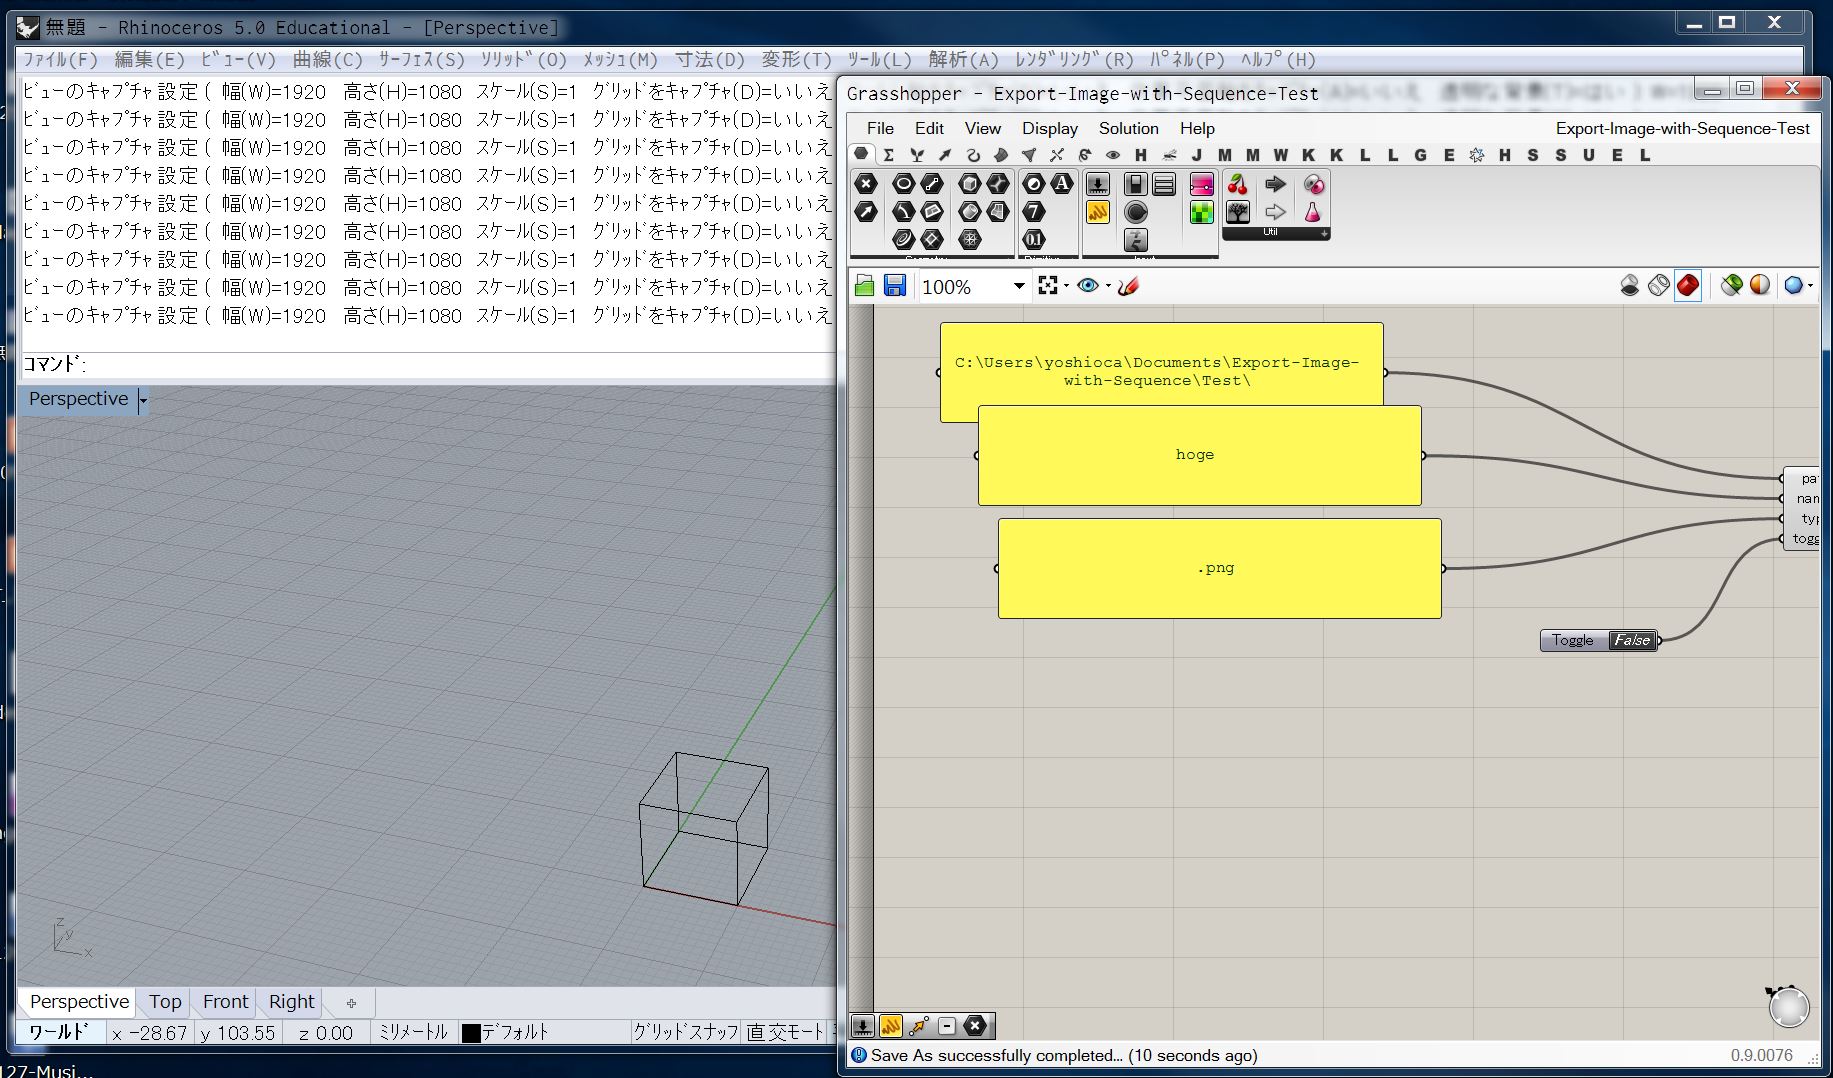 無題 - Rhinoceros 5.0 Educational - [Perspective]
ﾌｧｲﾙ(F) 編集(E) ﾋﾞｭｰ(V) 曲線(C) ｻｰﾌｪｽ(S) ｿﾘｯﾄﾞ(O) ﾒｯｼｭ(M) 寸法(D) 変形(T) ﾂｰﾙ(L) 解析(A) ﾚﾝﾀﾞﾘﾝｸﾞ(R) ﾊﾟﾈﾙ(P) ﾍﾙﾌﾟ(H)
ﾋﾞｭｰのｷｬﾌﾟﾁｬ 設定 ( 幅(W)=1920 高さ(H)=1080 ｽｹｰﾙ(S)=1 ｸﾞﾘｯﾄﾞをｷｬﾌﾟﾁｬ(D)=いいえ
ﾋﾞｭｰのｷｬﾌﾟﾁｬ 設定 ( 幅(W)=1920 高さ(H)=1080 ｽｹｰﾙ(S)=1 ｸﾞﾘｯﾄﾞをｷｬﾌﾟﾁｬ(D)=いいえ
ﾋﾞｭｰのｷｬﾌﾟﾁｬ 設定 ( 幅(W)=1920 高さ(H)=1080 ｽｹｰﾙ(S)=1 ｸﾞﾘｯﾄﾞをｷｬﾌﾟﾁｬ(D)=いいえ
ﾋﾞｭｰのｷｬﾌﾟﾁｬ 設定 ( 幅(W)=1920 高さ(H)=1080 ｽｹｰﾙ(S)=1 ｸﾞﾘｯﾄﾞをｷｬﾌﾟﾁｬ(D)=いいえ
ﾋﾞｭｰのｷｬﾌﾟﾁｬ 設定 ( 幅(W)=1920 高さ(H)=1080 ｽｹｰﾙ(S)=1 ｸﾞﾘｯﾄﾞをｷｬﾌﾟﾁｬ(D)=いいえ
ﾋﾞｭｰのｷｬﾌﾟﾁｬ 設定 ( 幅(W)=1920 高さ(H)=1080 ｽｹｰﾙ(S)=1 ｸﾞﾘｯﾄﾞをｷｬﾌﾟﾁｬ(D)=いいえ
ﾋﾞｭｰのｷｬﾌﾟﾁｬ 設定 ( 幅(W)=1920 高さ(H)=1080 ｽｹｰﾙ(S)=1 ｸﾞﾘｯﾄﾞをｷｬﾌﾟﾁｬ(D)=いいえ
ﾋﾞｭｰのｷｬﾌﾟﾁｬ 設定 ( 幅(W)=1920 高さ(H)=1080 ｽｹｰﾙ(S)=1 ｸﾞﾘｯﾄﾞをｷｬﾌﾟﾁｬ(D)=いいえ
ﾋﾞｭｰのｷｬﾌﾟﾁｬ 設定 ( 幅(W)=1920 高さ(H)=1080 ｽｹｰﾙ(S)=1 ｸﾞﾘｯﾄﾞをｷｬﾌﾟﾁｬ(D)=いいえ
ｺﾏﾝﾄﾞ:
Perspective
z
y
x
Perspective Top Front Right
ﾜｰﾙﾄﾞ x -28.67 y 103.55 z 0.00 ﾐﾘﾒｰﾄﾙ ﾃﾞﾌｫﾙﾄ ｸﾞﾘｯﾄﾞｽﾅｯﾌﾟ 直交ﾓｰﾄﾞ
127-Musi...
Grasshopper - Export-Image-with-Sequence-Test
File Edit View Display Solution Help Export-Image-with-Sequence-Test
H J M M W K K L L G E H S S U E L
Util
100%
C:\Users\yoshioca\Documents\Export-Image-
with-Sequence\Test\
hoge
.png
pa
nan
typ
togg
Toggle False
Save As successfully completed... (10 seconds ago) 0.9.0076